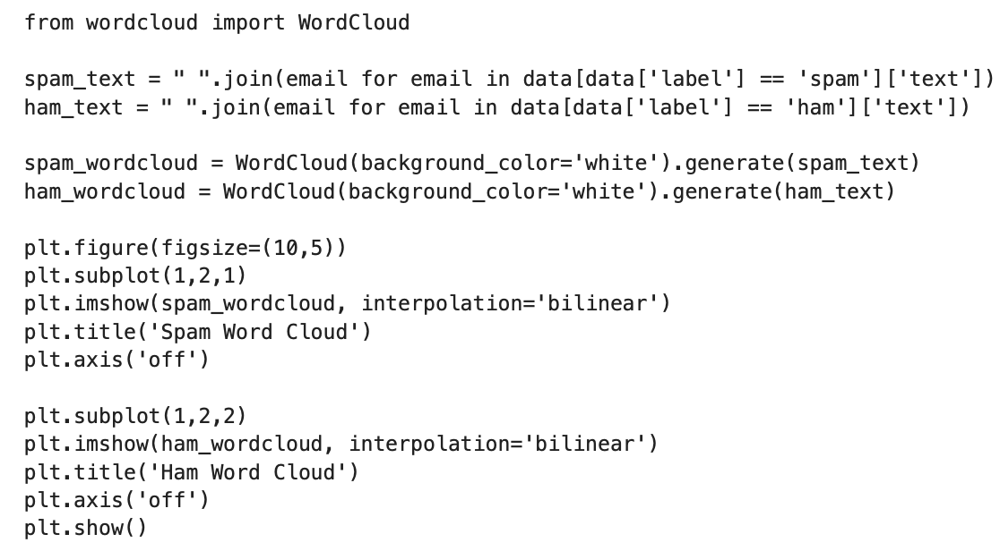 from wordcloud import WordCloud
spam_text = " ".join(email for email in data[data['label'] == 'spam']['text'])
ham_text = " ".join(email for email in data[data['label'] == 'ham']['text'])
spam_wordcloud = WordCloud(background_color='white').generate(spam_text)
ham_wordcloud = WordCloud(background_color='white').generate(ham_text)
plt.figure(figsize=(10,5))
plt.subplot(1,2,1)
plt.imshow(spam_wordcloud, interpolation='bilinear')
plt.title('Spam Word Cloud')
plt.axis('off')
plt.subplot(1,2,2)
plt.imshow(ham_wordcloud, interpolation='bilinear')
plt.title('Ham Word Cloud')
plt.axis('off')
plt.show()